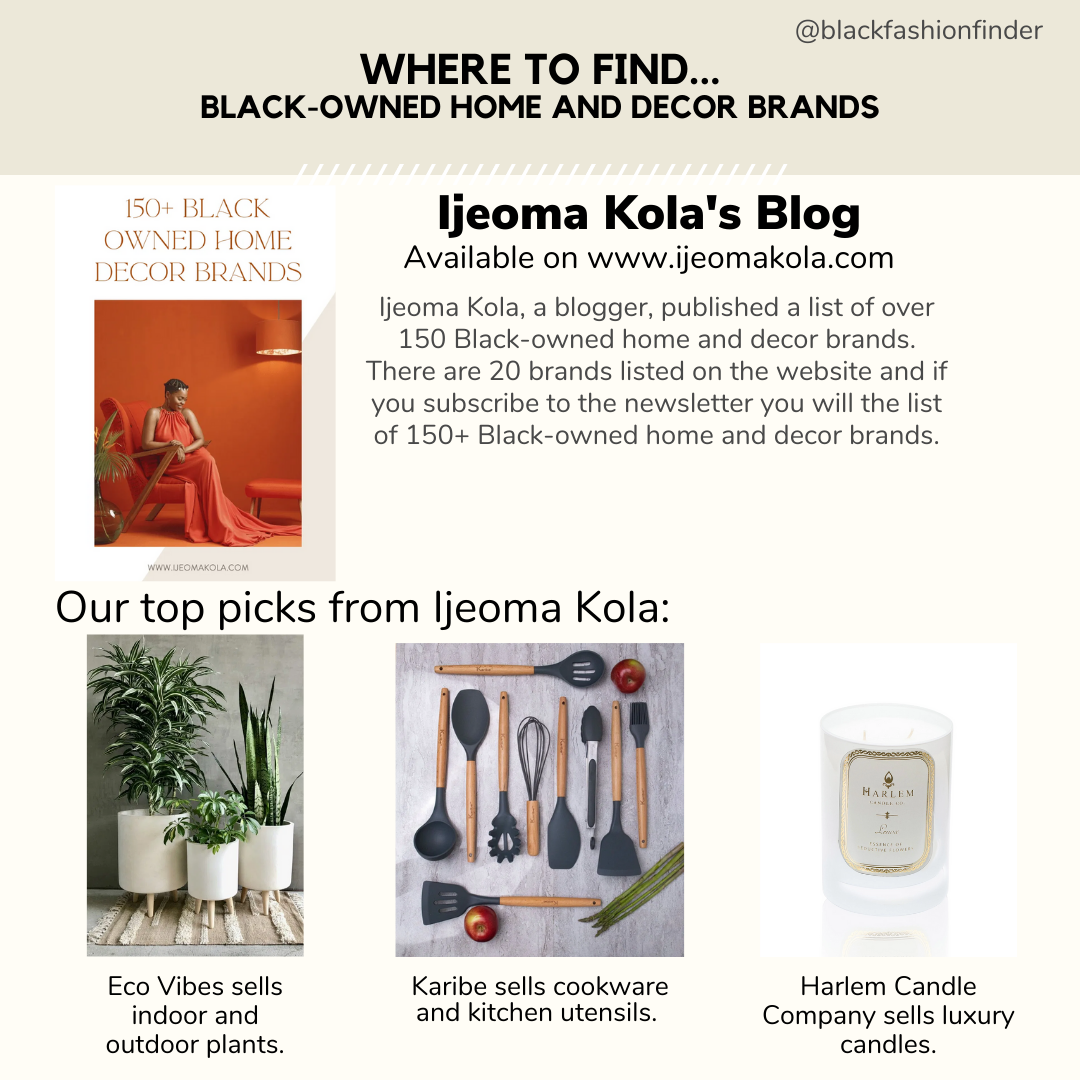 @blackfashionfinder
WHERE TO FIND...
BLACK-OWNED HOME AND DECOR BRANDS
150+ BLACK
OWNED HOME
DECOR BRANDS
WWW.IJEOMAKOLA.COM
Ijeoma Kola's Blog
Available on www.ijeomakola.com
Ijeoma Kola, a blogger, published a list of over
150 Black-owned home and decor brands.
There are 20 brands listed on the website and if
you subscribe to the newsletter you will the list
of 150+ Black-owned home and decor brands.
Our top picks from Ijeoma Kola:
HARLEM
CANDLE CO.
Eco Vibes sells
indoor and
outdoor plants.
Karibe sells cookware
and kitchen utensils.
Harlem Candle
Company sells luxury
candles.